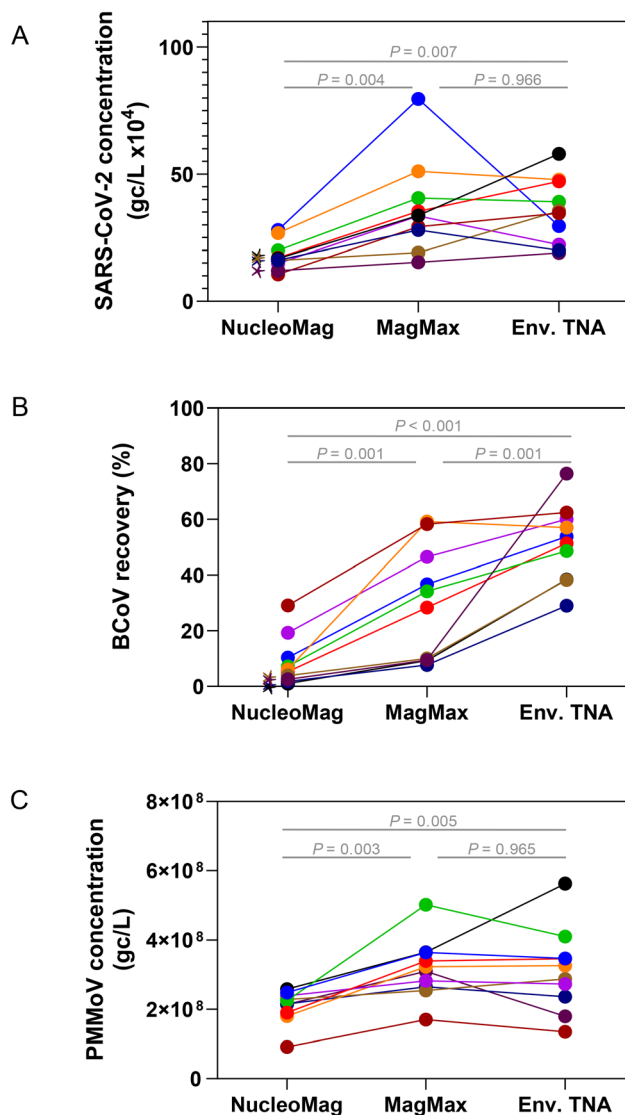 A
SARS-CoV-2 concentration
(gc/L x10⁴)
100
50
0
P = 0.007
P = 0.004
P = 0.966
NucleoMag
MagMax
Env. TNA
B
BCoV recovery (%)
100
80
60
40
20
0
P < 0.001
P = 0.001
P = 0.001
NucleoMag
MagMax
Env. TNA
C
PMMoV concentration
(gc/L)
8×10⁸
6×10⁸
4×10⁸
2×10⁸
0
P = 0.005
P = 0.003
P = 0.965
NucleoMag
MagMax
Env. TNA